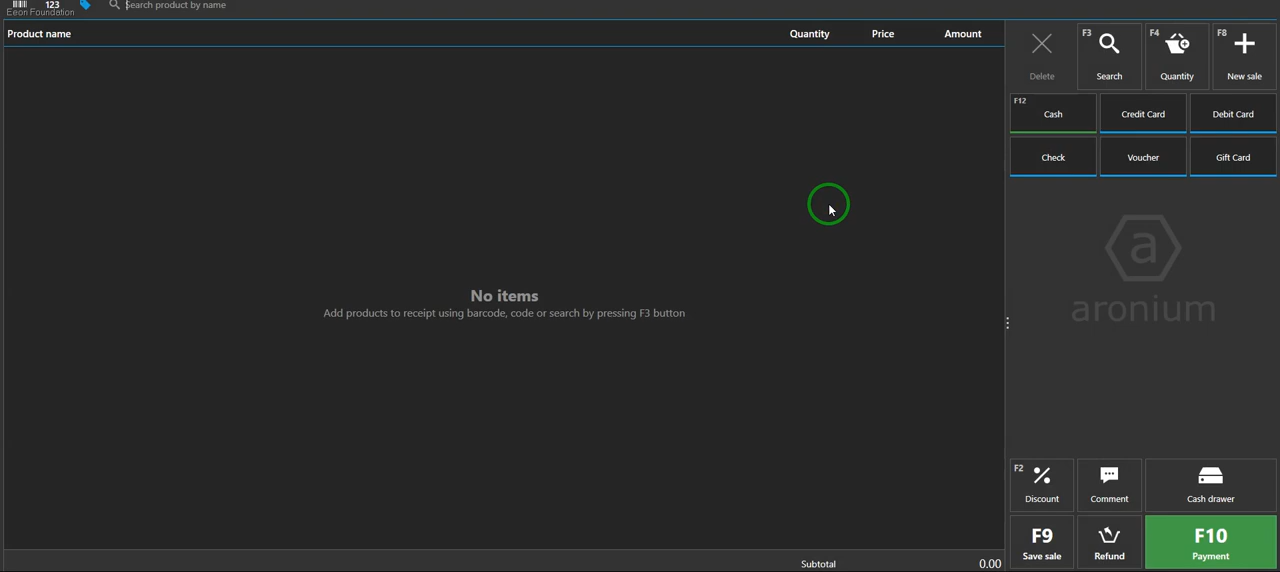 123
Search product by name
Eeon Foundation
Product name Quantity Price Amount
No items
Add products to receipt using barcode, code or search by pressing F3 button
Subtotal 0.00
Delete
F3 Search
F4 Quantity
F8 New sale
F12 Cash
Credit Card
Debit Card
Check
Voucher
Gift Card
a
aronium
F2 Discount
Comment
Cash drawer
F9
Save sale
Refund
F10
Payment